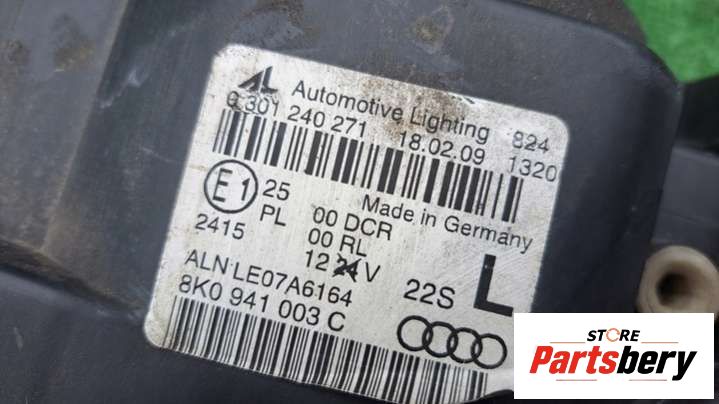 AL Automotive Lighting 824
0 301 240 271 18.02.09 1320
E1 25 Made in Germany
2415 PL 00 DCR
00 RL
12 24 V
ALN LE07A6164 22S L
8K0 941 003 C
STORE
Partsbery